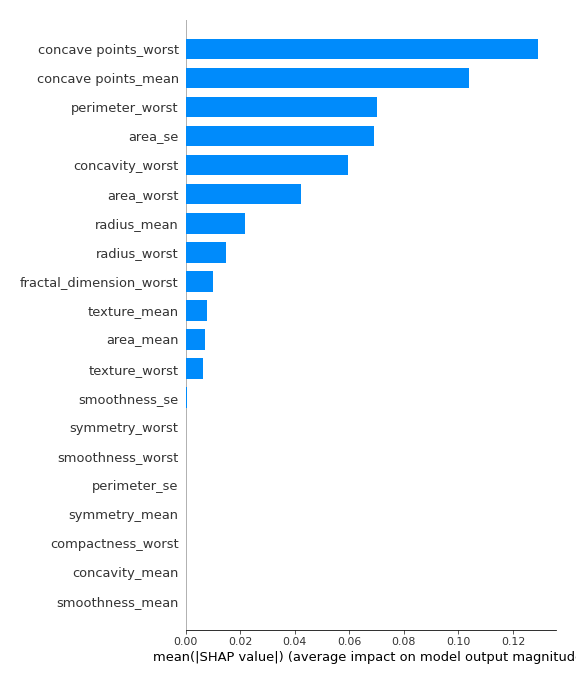 concave points_worst
concave points_mean
perimeter_worst
area_se
concavity_worst
area_worst
radius_mean
radius_worst
fractal_dimension_worst
texture_mean
area_mean
texture_worst
smoothness_se
symmetry_worst
smoothness_worst
perimeter_se
symmetry_mean
compactness_worst
concavity_mean
smoothness_mean
0.00 0.02 0.04 0.06 0.08 0.10 0.12
mean(|SHAP value|) (average impact on model output magnitud